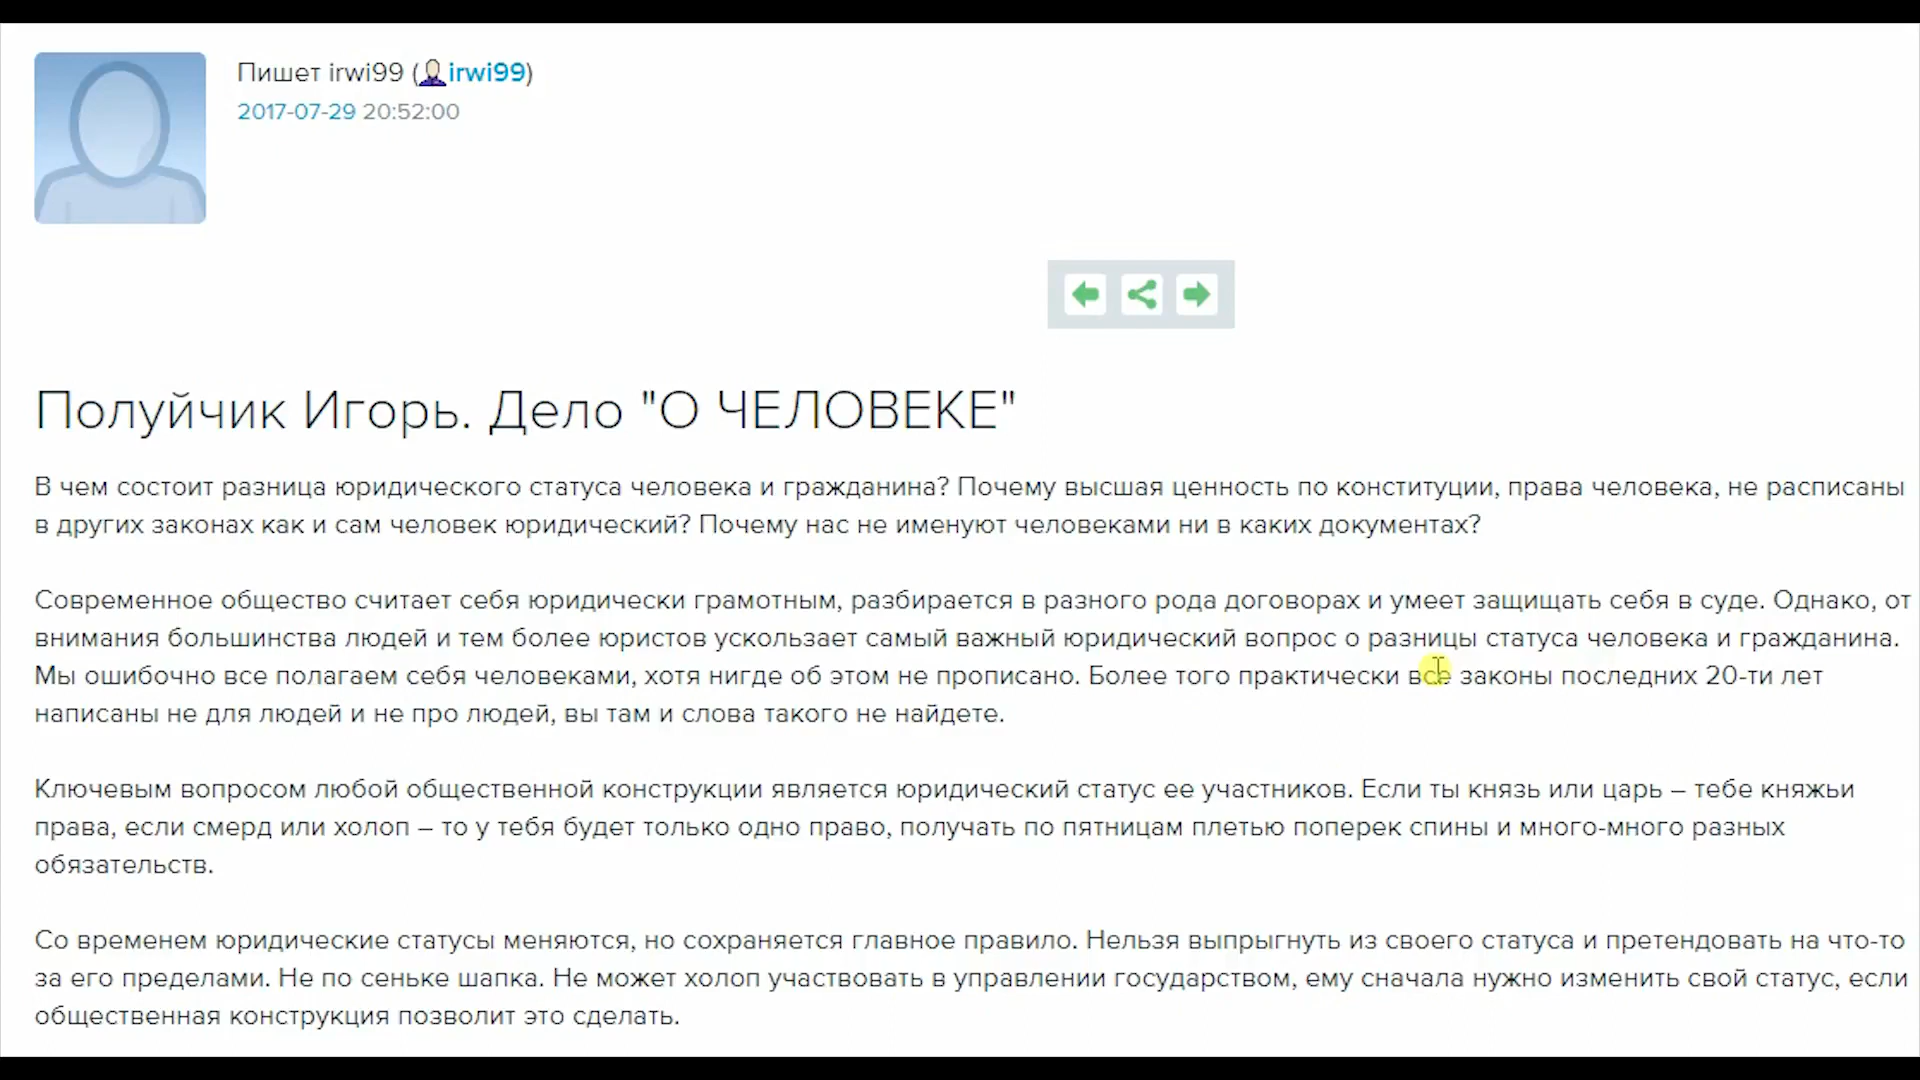 Пишет irwi99 (irwi99)
2017-07-29 20:52:00
Полуйчик Игорь. Дело "О ЧЕЛОВЕКЕ"
В чем состоит разница юридического статуса человека и гражданина? Почему высшая ценность по конституции, права человека, не расписаны
в других законах как и сам человек юридический? Почему нас не именуют человеками ни в каких документах?
Современное общество считает себя юридически грамотным, разбирается в разного рода договорах и умеет защищать себя в суде. Однако, от
внимания большинства людей и тем более юристов ускользает самый важный юридический вопрос о разницы статуса человека и гражданина.
Мы ошибочно все полагаем себя человеками, хотя нигде об этом не прописано. Более того практически все законы последних 20-ти лет
написаны не для людей и не про людей, вы там и слова такого не найдете.
Ключевым вопросом любой общественной конструкции является юридический статус ее участников. Если ты князь или царь – тебе княжьи
права, если смерд или холоп – то у тебя будет только одно право, получать по пятницам плетью поперек спины и много-много разных
обязательств.
Со временем юридические статусы меняются, но сохраняется главное правило. Нельзя выпрыгнуть из своего статуса и претендовать на что-то
за его пределами. Не по сеньке шапка. Не может холоп участвовать в управлении государством, ему сначала нужно изменить свой статус, если
общественная конструкция позволит это сделать.